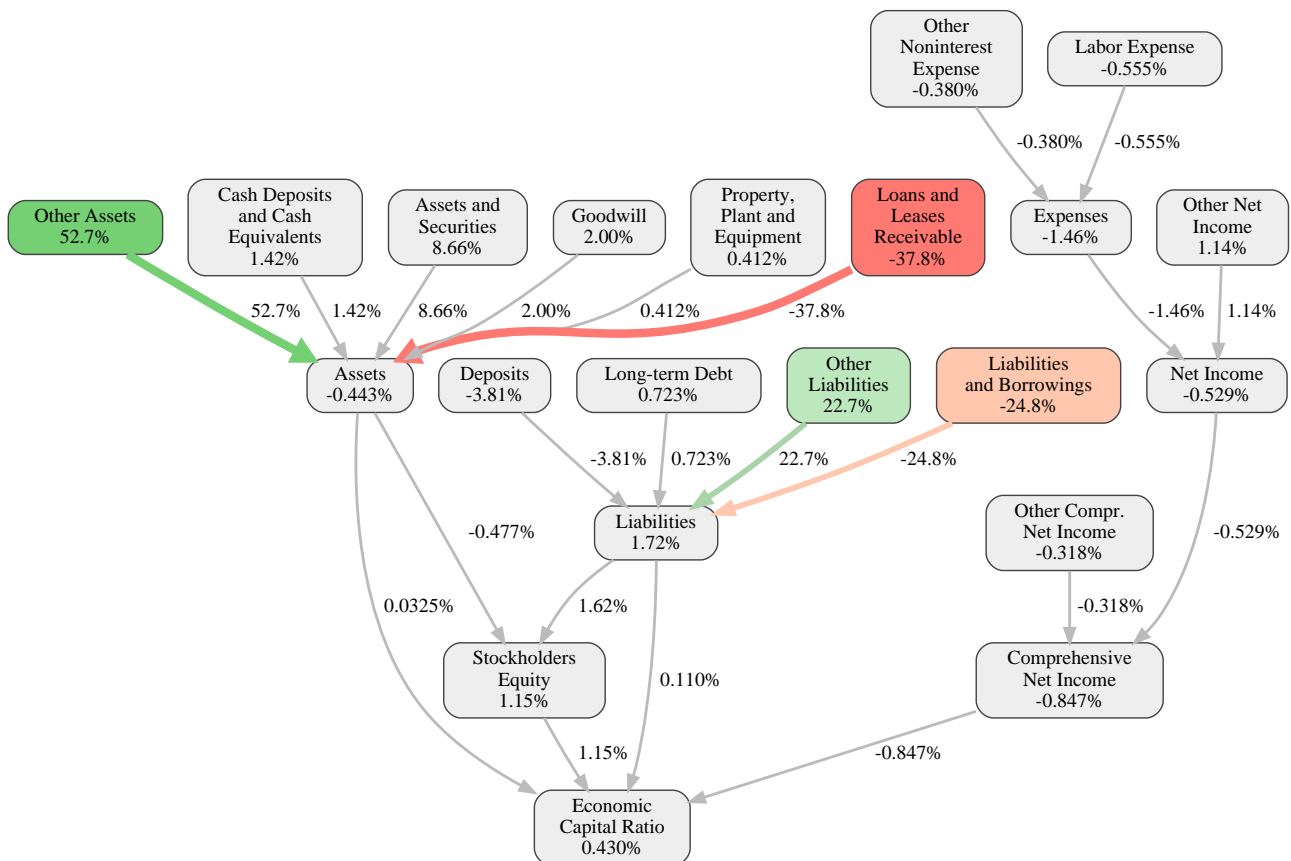 Other
Noninterest
Expense
-0.380%
Labor Expense
-0.555%
-0.380%
-0.555%
Other Assets
52.7%
Cash Deposits
and Cash
Equivalents
1.42%
Assets and
Securities
8.66%
Goodwill
2.00%
Property,
Plant and
Equipment
0.412%
Loans and
Leases
Receivable
-37.8%
Expenses
-1.46%
Other Net
Income
1.14%
52.7%
1.42%
8.66%
2.00%
0.412%
-37.8%
-1.46%
1.14%
Assets
-0.443%
Deposits
-3.81%
Long-term Debt
0.723%
Other
Liabilities
22.7%
Liabilities
and Borrowings
-24.8%
Net Income
-0.529%
-3.81%
0.723%
22.7%
-24.8%
-0.477%
Liabilities
1.72%
Other Compr.
Net Income
-0.318%
-0.529%
0.0325%
1.62%
-0.318%
Stockholders
Equity
1.15%
0.110%
Comprehensive
Net Income
-0.847%
1.15%
-0.847%
Economic
Capital Ratio
0.430%